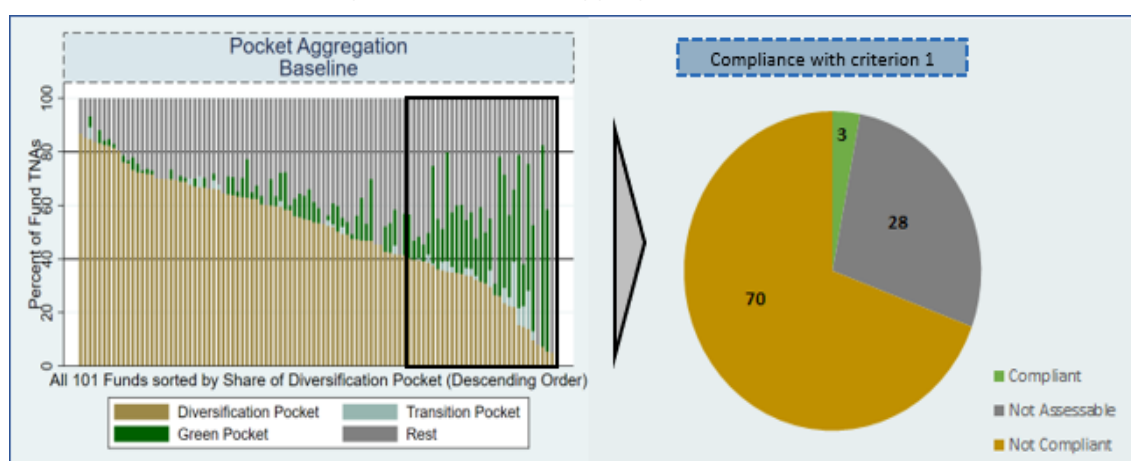 Pocket Aggregation
Baseline
Percent of Fund TNAs
100
80
60
40
20
0
All 101 Funds sorted by Share of Diversification Pocket (Descending Order)
Diversification Pocket
Transition Pocket
Green Pocket
Rest
Compliance with criterion 1
3
28
70
Compliant
Not Assessable
Not Compliant